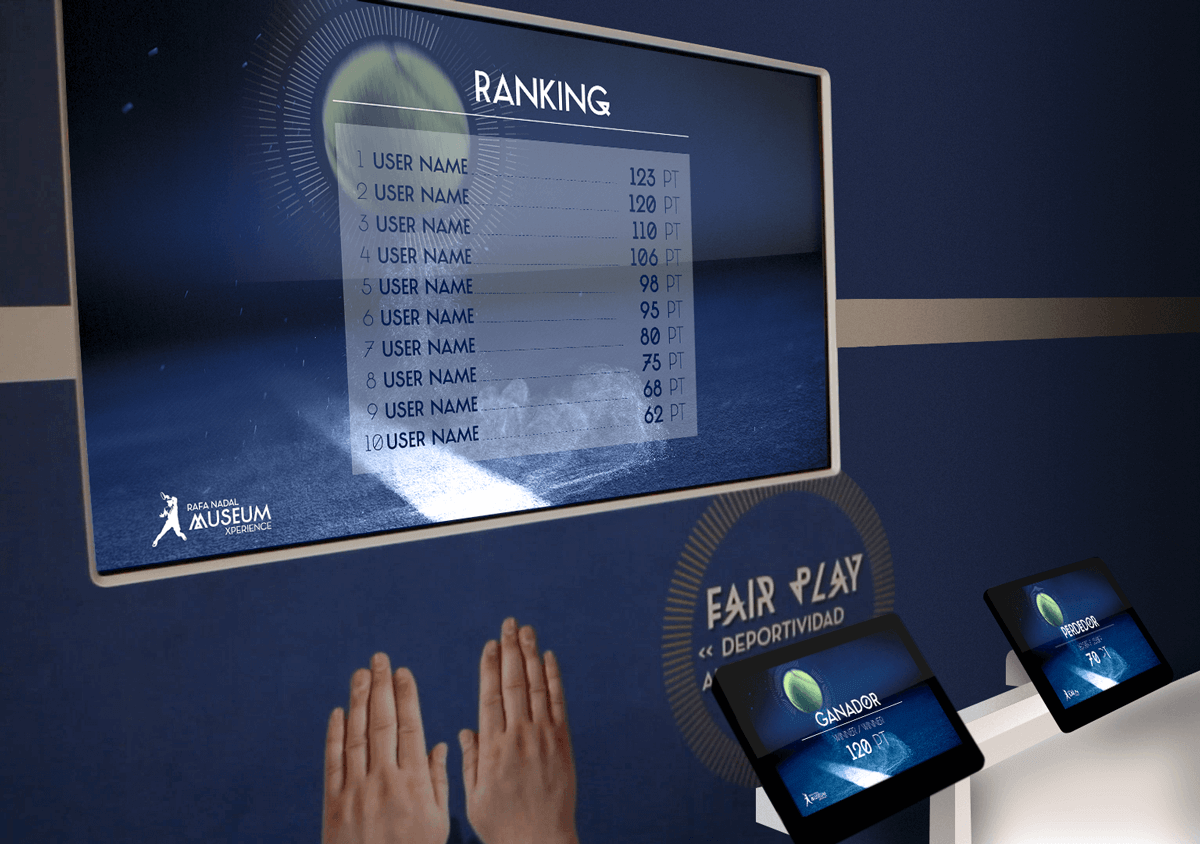 RANKING
1 USER NAME 123 PT
2 USER NAME 120 PT
3 USER NAME 110 PT
4 USER NAME 106 PT
5 USER NAME 98 PT
6 USER NAME 95 PT
7 USER NAME 80 PT
8 USER NAME 75 PT
9 USER NAME 68 PT
10 USER NAME 62 PT
RAFA NADAL
MUSEUM
XPERIENCE
FAIR PLAY
<< DEPORTIVIDAD
GANADOR
WINNER / WINNER
120 PT
MUSEUM
PERDEDOR
70 PT